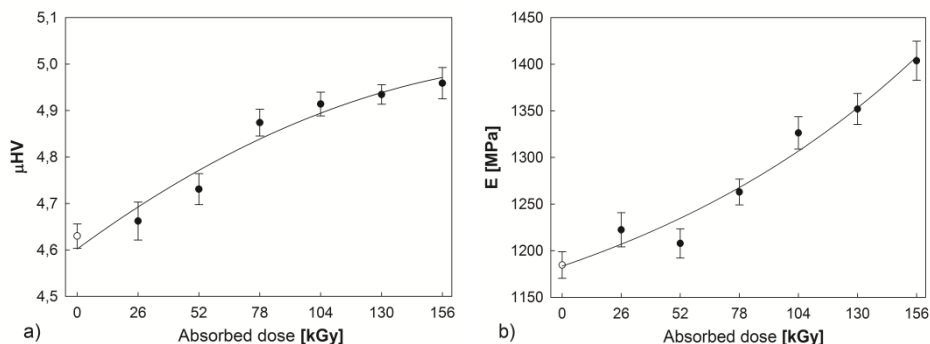 5,1
5,0
4,9
4,8
4,7
4,6
4,5
µHV
0 26 52 78 104 130 156
a) Absorbed dose [kGy]
1450
1400
1350
1300
1250
1200
1150
E [MPa]
0 26 52 78 104 130 156
b) Absorbed dose [kGy]